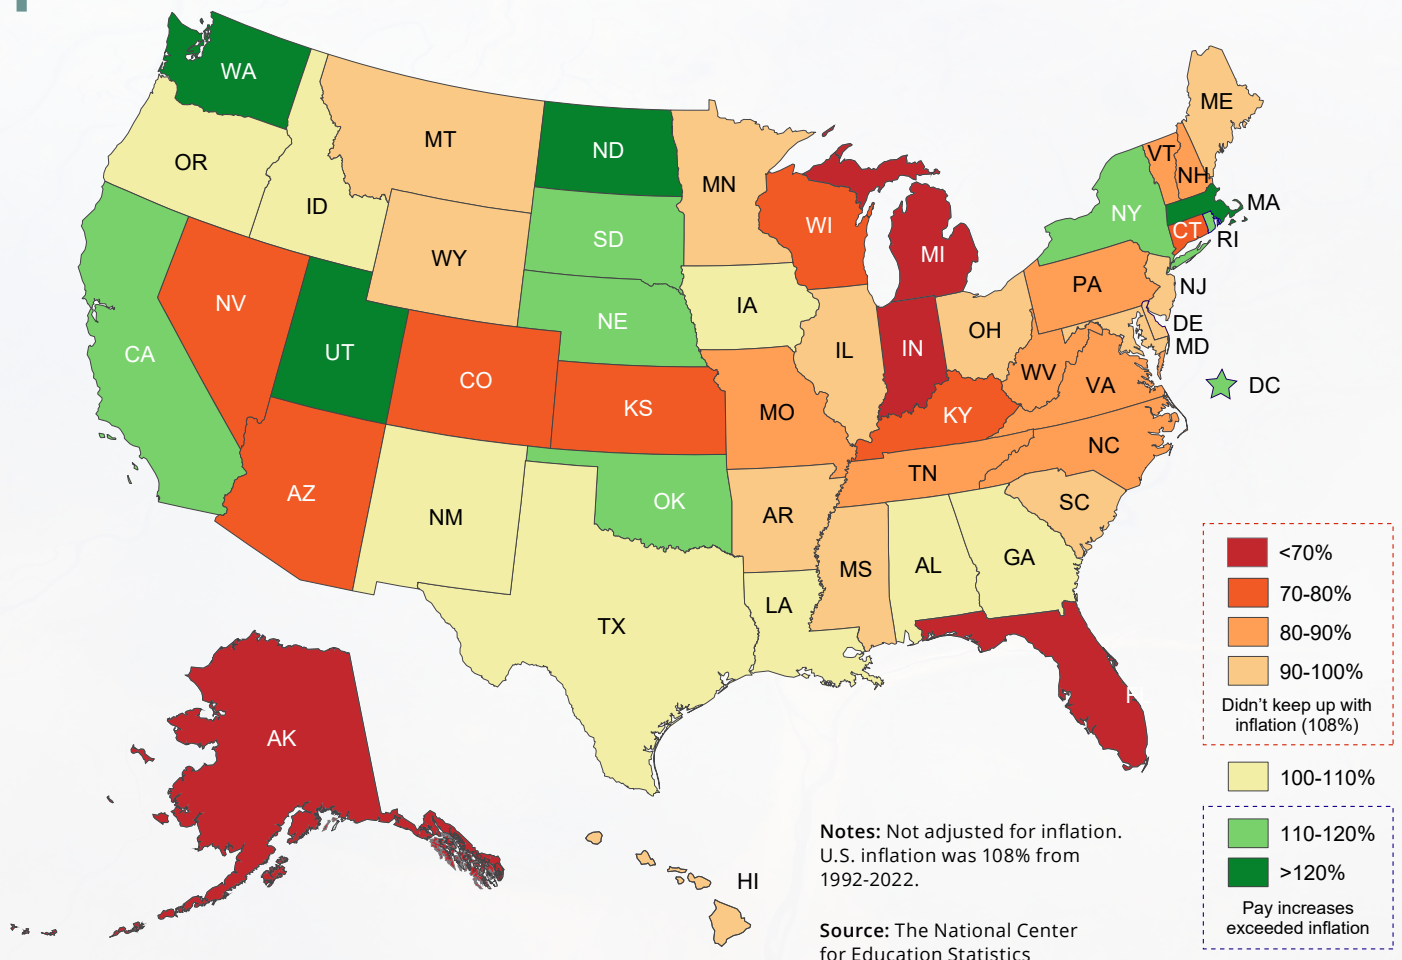 WA
ME
MT
ND
VT
OR
NH
MN
MA
ID
NY
WI
SD
CT
RI
MI
WY
PA
NJ
NV
IA
NE
DE
OH
MD
UT
IL
IN
CA
WV
CO
VA
DC
KS
MO
KY
NC
TN
AZ
OK
SC
NM
AR
GA
MS
AL
LA
TX
AK
HI
<70%
70-80%
80-90%
90-100%
Didn't keep up with
inflation (108%)
100-110%
110-120%
>120%
Pay increases
exceeded inflation
Notes: Not adjusted for inflation.
U.S. inflation was 108% from
1992-2022.
Source: The National Center
for Education Statistics